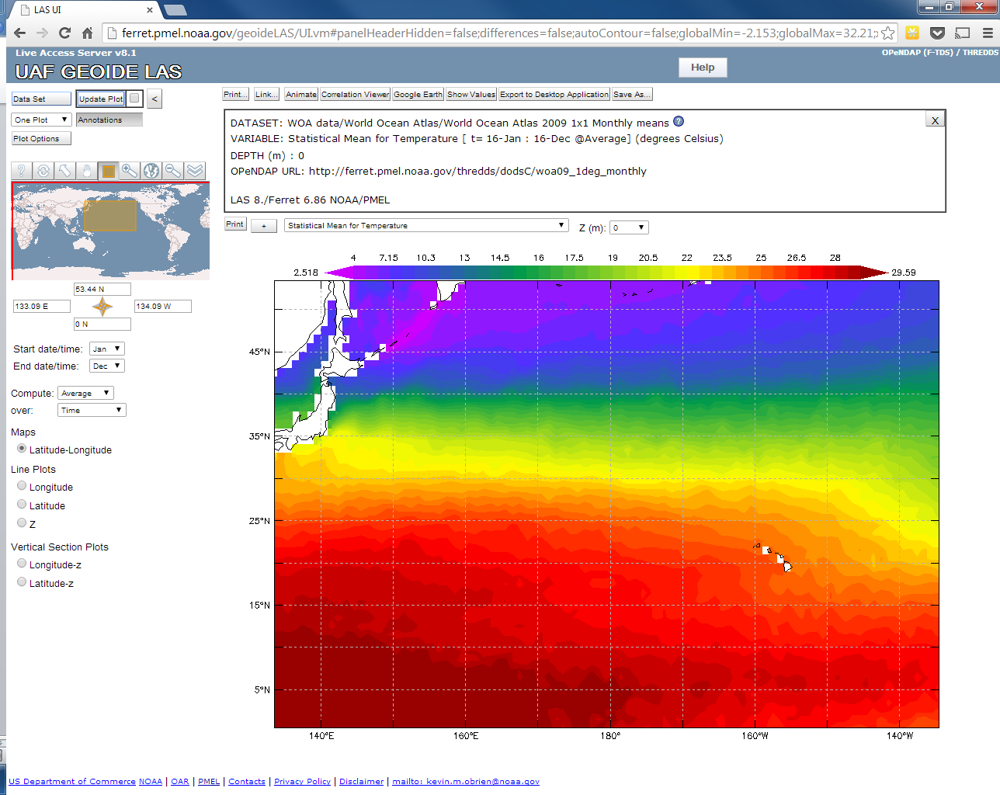 LAS UI
ferret.pmel.noaa.gov/geoideLAS/UI.vm#panelHeaderHidden=false;differences=false;autoContour=false;globalMin=-2.153;globalMax=32.21;
Live Access Server v8.1
OPeNDAP (F-TDS) / THREDDS
UAF GEOIDE LAS
Help
Data Set Update Plot <
One Plot Annotations
Plot Options
Print... Link... Animate Correlation Viewer Google Earth Show Values Export to Desktop Application Save As...
DATASET: WOA data/World Ocean Atlas/World Ocean Atlas 2009 1x1 Monthly means ?
X
VARIABLE: Statistical Mean for Temperature [ t= 16-Jan : 16-Dec @Average] (degrees Celsius)
DEPTH (m) : 0
OPeNDAP URL: http://ferret.pmel.noaa.gov/thredds/dodsC/woa09_1deg_monthly
LAS 8./Ferret 6.86 NOAA/PMEL
Print + Statistical Mean for Temperature Z (m): 0
53.44 N
133.09 E 134.09 W
0 N
Start date/time: Jan
End date/time: Dec
Compute: Average
over: Time
Maps
Latitude-Longitude
Line Plots
Longitude
Latitude
Z
Vertical Section Plots
Longitude-z
Latitude-z
4 7.15 10.3 13 14.5 16 17.5 19 20.5 22 23.5 25 26.5 28
2.518 29.59
45°N
35°N
25°N
15°N
5°N
140°E 160°E 180° 160°W 140°W
US Department of Commerce NOAA | OAR | PMEL | Contacts | Privacy Policy | Disclaimer | mailto: kevin.m.obrien@noaa.gov